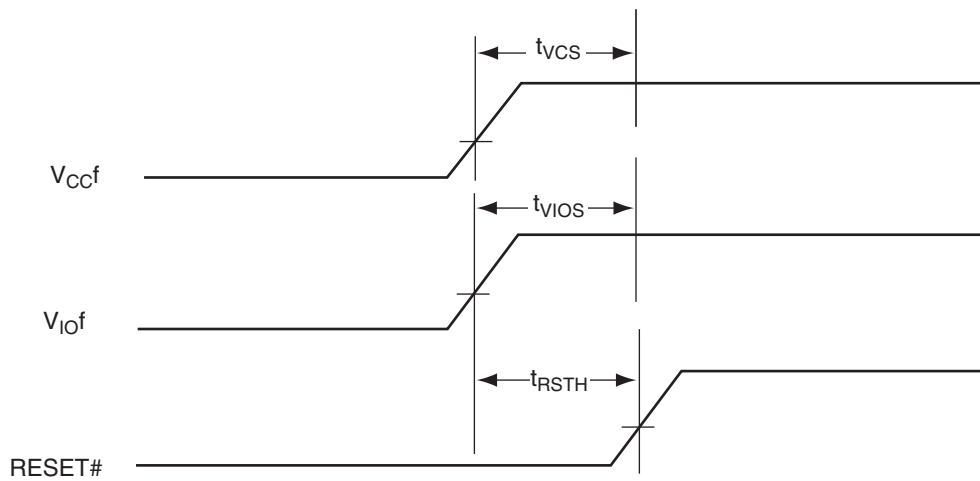 tVCS
VCCf
tVIOS
VIOf
tRSTH
RESET#